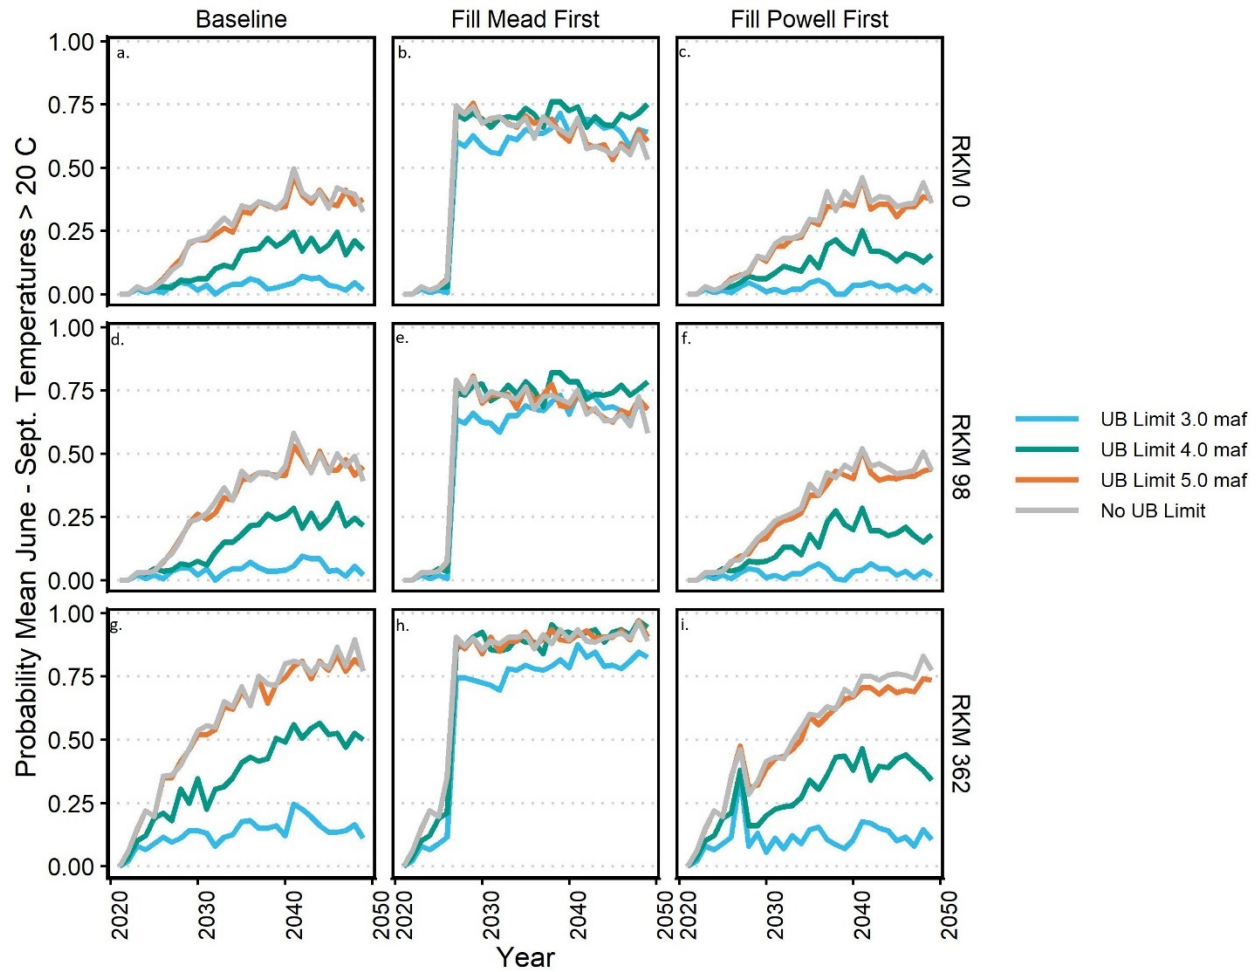 Baseline
Fill Mead First
Fill Powell First
Probability Mean June - Sept. Temperatures > 20 C
1.00
0.75
0.50
0.25
0.00
a.
b.
c.
RKM 0
1.00
0.75
0.50
0.25
0.00
d.
e.
f.
RKM 98
1.00
0.75
0.50
0.25
0.00
g.
h.
i.
RKM 362
2020
2030
2040
2050
2020
2030
2040
2050
2020
2030
2040
2050
Year
UB Limit 3.0 maf
UB Limit 4.0 maf
UB Limit 5.0 maf
No UB Limit